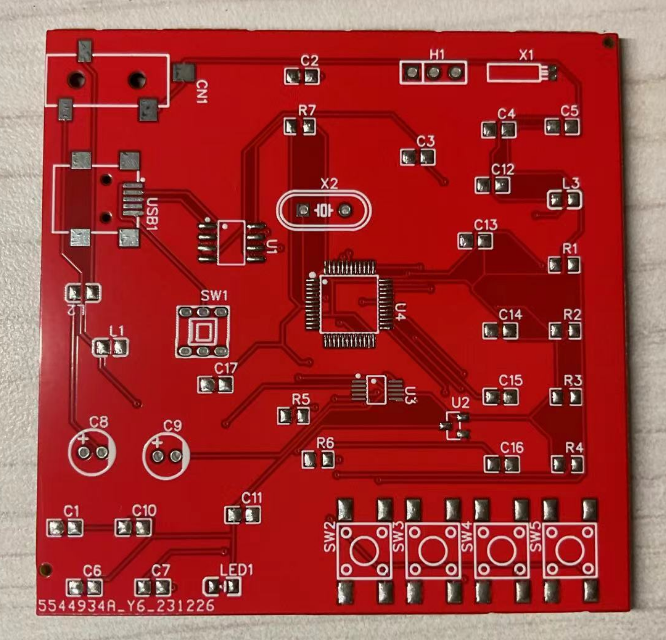 C2
H1
X1
CN1
R7
C4
C5
C3
C12
X2
L3
USB1
C13
U1
R1
SW1
U4
C14
R2
L1
C17
U3
C15
R3
R5
U2
C8
C9
R6
C16
R4
C11
C1
C10
SW2
SW3
SW4
SW5
C6
C7
LED1
5544934A_Y6_231226